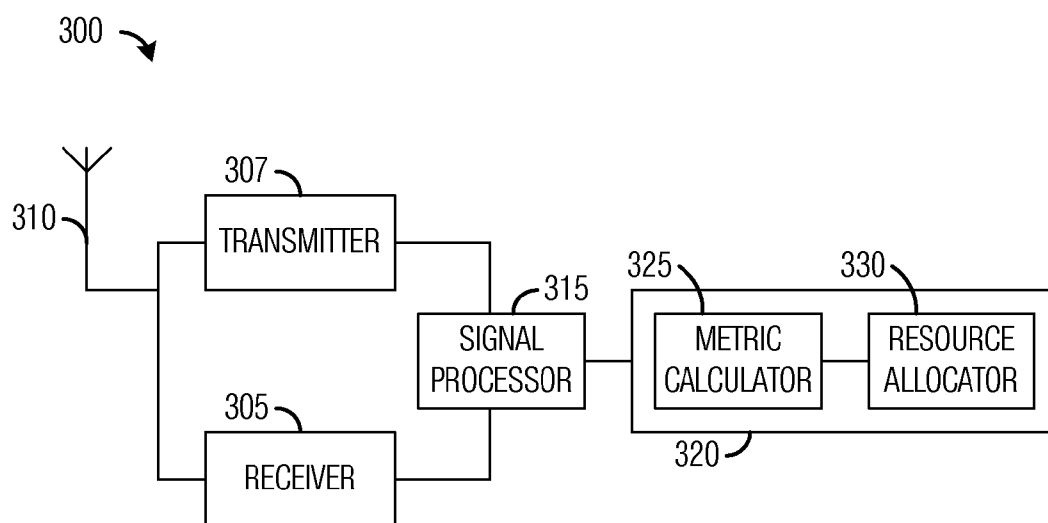 300
307
310
TRANSMITTER
325
330
315
SIGNAL
PROCESSOR
METRIC
CALCULATOR
RESOURCE
ALLOCATOR
305
320
RECEIVER